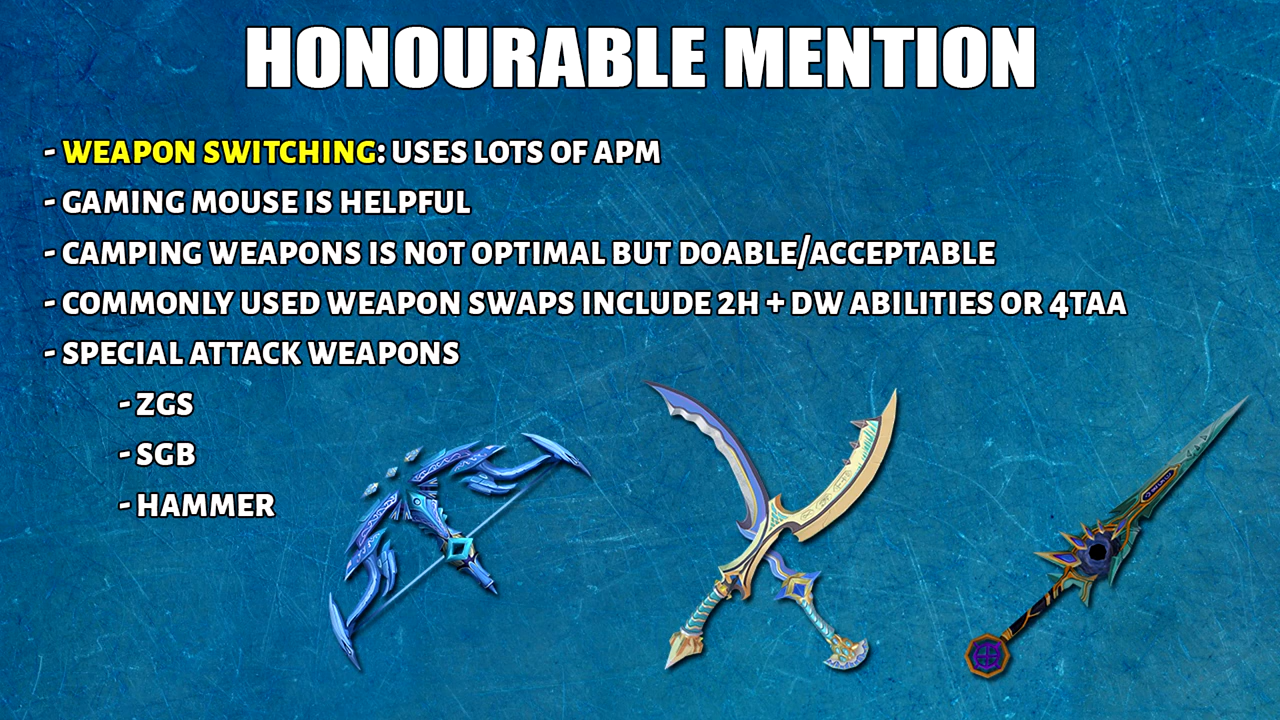 HONOURABLE MENTION
- WEAPON SWITCHING: USES LOTS OF APM
- GAMING MOUSE IS HELPFUL
- CAMPING WEAPONS IS NOT OPTIMAL BUT DOABLE/ACCEPTABLE
- COMMONLY USED WEAPON SWAPS INCLUDE 2H + DW ABILITIES OR 4TAA
- SPECIAL ATTACK WEAPONS
- ZGS
- SGB
- HAMMER